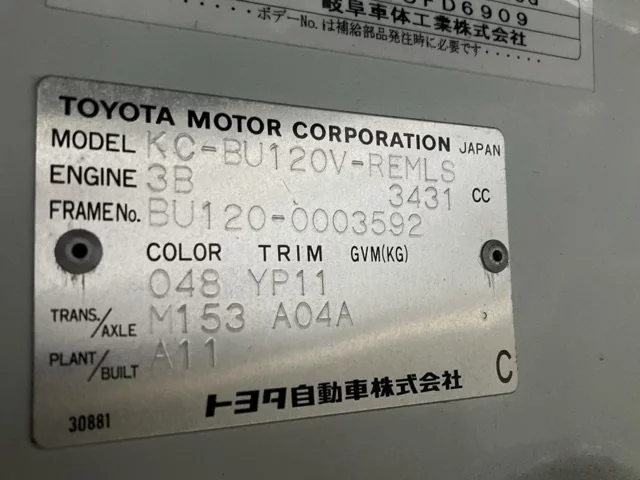 FD6909
岐阜車体工業株式会社
ボデーNo.は補給部品発注時に必要です......
TOYOTA MOTOR CORPORATION JAPAN
MODEL KC-BU120V-REMLS
ENGINE 3B 3431 CC
FRAME No. BU120-0003592
COLOR TRIM GVM(KG)
048 YP11
TRANS./AXLE M153 A04A
PLANT/BUILT A11
C
トヨタ自動車株式会社
30881